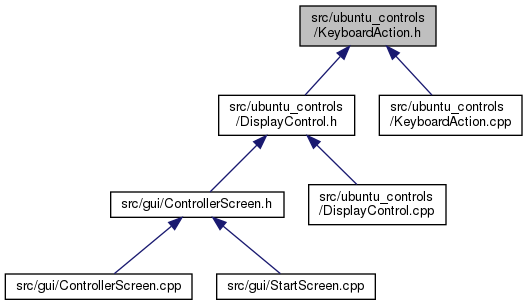 src/ubuntu_controls
/KeyboardAction.h
src/ubuntu_controls
/DisplayControl.h
src/ubuntu_controls
/KeyboardAction.cpp
src/gui/ControllerScreen.h
src/ubuntu_controls
/DisplayControl.cpp
src/gui/ControllerScreen.cpp
src/gui/StartScreen.cpp